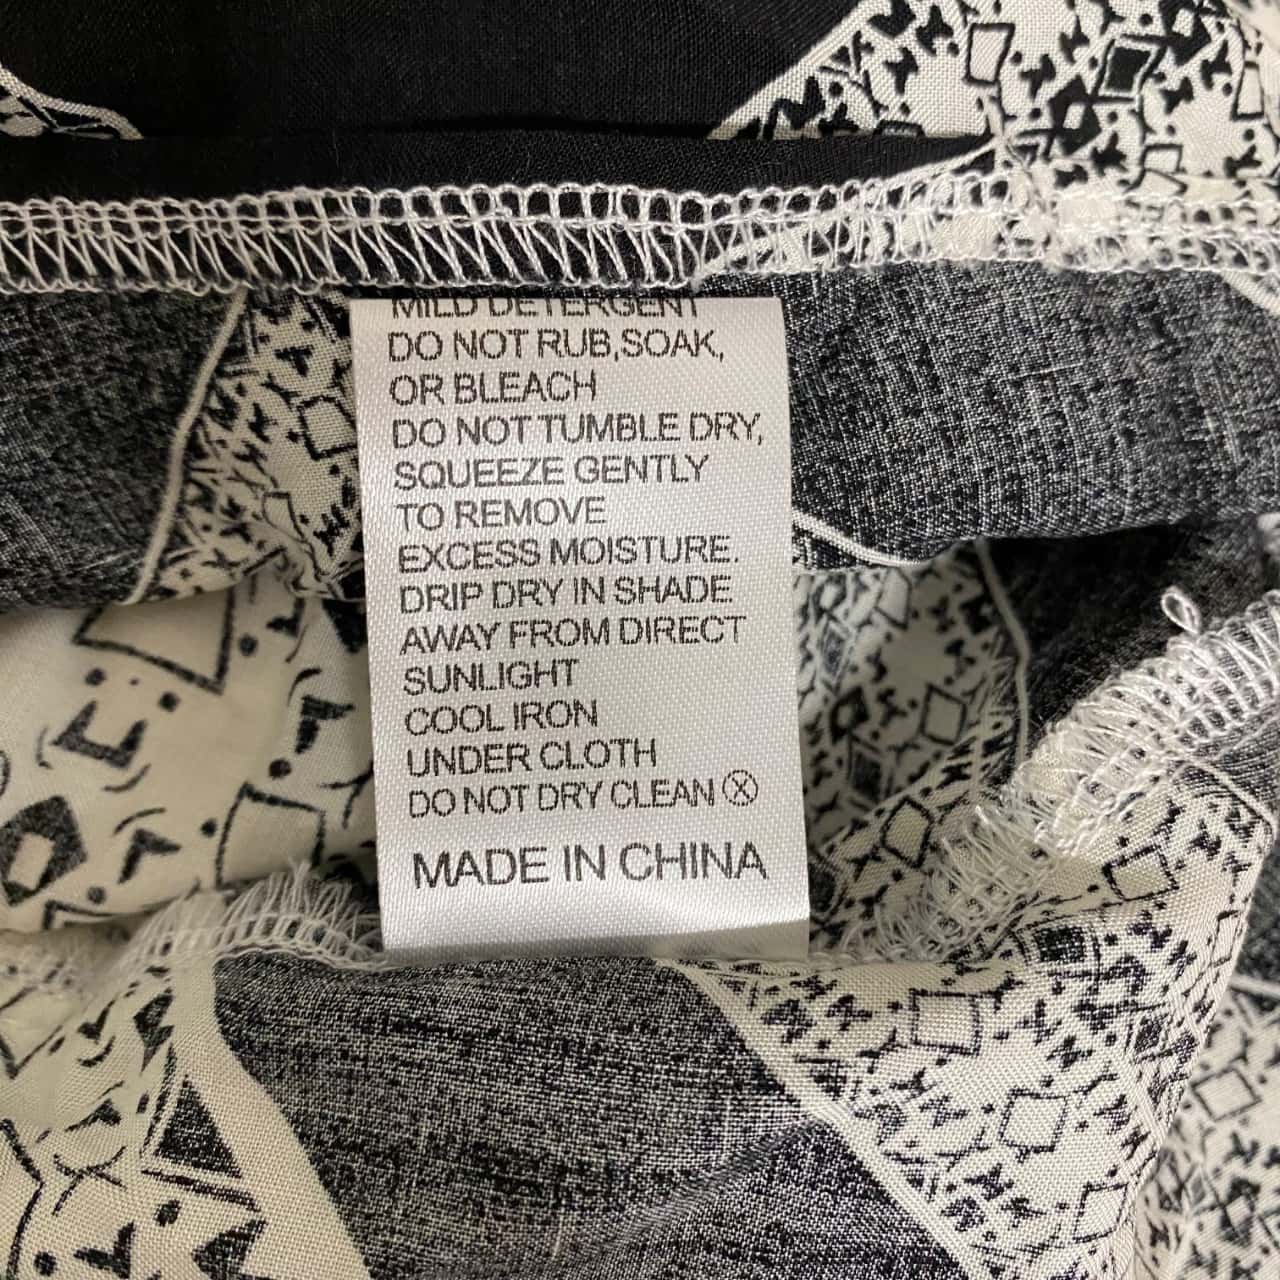 MILD DETERGENT
DO NOT RUB,SOAK,
OR BLEACH
DO NOT TUMBLE DRY,
SQUEEZE GENTLY
TO REMOVE
EXCESS MOISTURE.
DRIP DRY IN SHADE
AWAY FROM DIRECT
SUNLIGHT
COOL IRON
UNDER CLOTH
DO NOT DRY CLEAN ⓧ
MADE IN CHINA